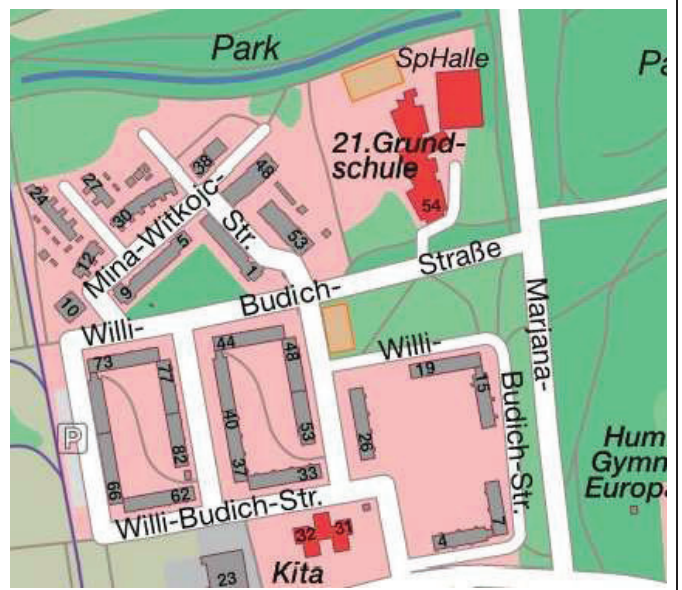 Park
SpHalle
Pa
21.Grund-
schule
54
38
48
27
24
30
Mina-Witkojc-
Str.
53
5
12
1
9
10
Straße
Budich-
Willi-
Marjana-
44
48
73
77
Willi-
19
15
Budich-Str.
40
53
26
P
82
37
33
66
62
Willi-Budich-Str.
Hum
Gymn
Europa
7
4
32
31
23
Kita